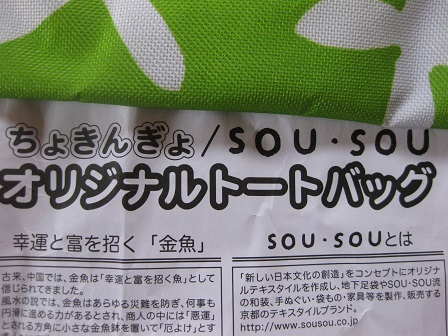 ちょきんぎょ/SOU・SOU
オリジナルトートバッグ
幸運と富を招く「金魚」
古来、中国では、金魚は「幸運と富を招く魚」として
信じられてきました。
風水の説では、金魚はあらゆる災難を防ぎ、何事も
円滑に進める力があるとされ、商人の中には「悪運」
とされる方角に小さな金魚鉢を置いて「厄よけ」とす
SOU・SOUとは
「新しい日本文化の創造」をコンセプトにオリジナ
ルテキスタイルを作成し、地下足袋やSOU・SOU流
の和装、手ぬぐい・袋もの・家具等を製作、販売する
京都のテキスタイルブランド。
http://www.sousou.co.jp/